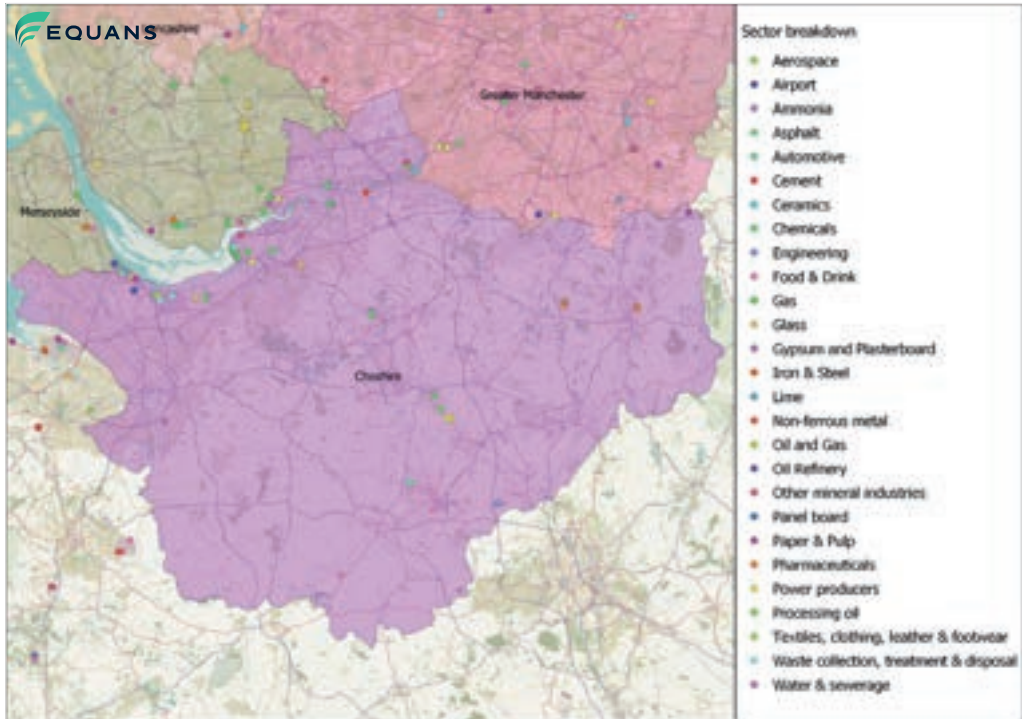 EQUANS
Greater Manchester
Merseyside
Cheshire
Sector breakdown
Aerospace
Airport
Ammonia
Asphalt
Automotive
Cement
Ceramics
Chemicals
Engineering
Food & Drink
Gas
Glass
Gypsum and Plasterboard
Iron & Steel
Lime
Non-ferrous metal
Oil and Gas
Oil Refinery
Other mineral industries
Panel board
Paper & Pulp
Pharmaceuticals
Power producers
Processing oil
Textiles, clothing, leather & footwear
Waste collection, treatment & disposal
Water & sewerage